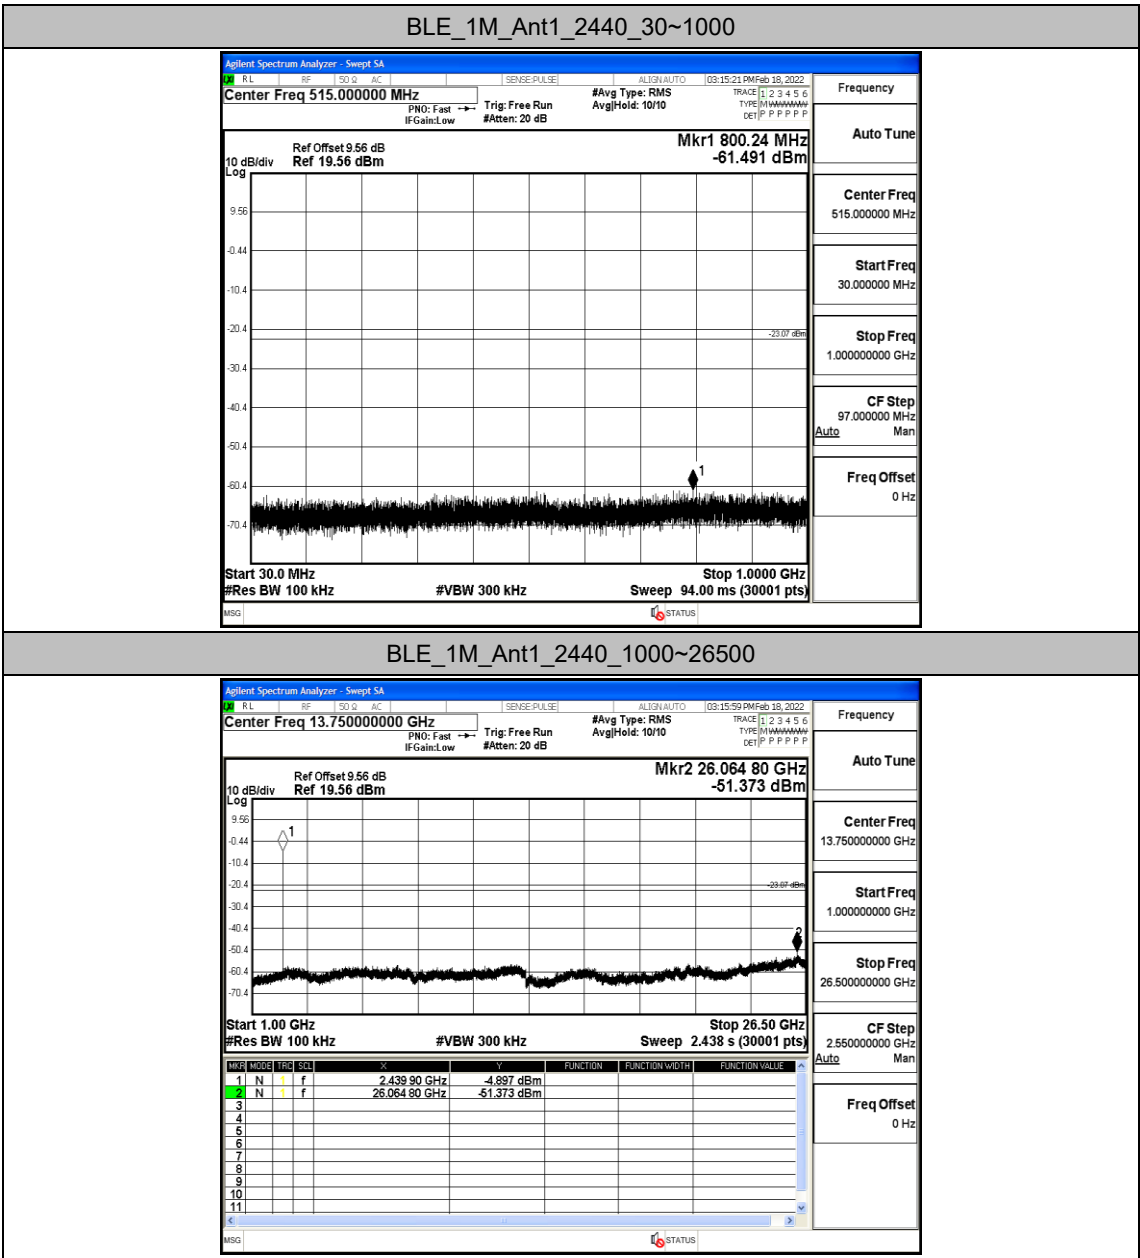 BLE_1M_Ant1_2440_30~1000
Agilent Spectrum Analyzer - Swept SA
RL RF 50 Ω AC SENSE:PULSE ALIGN AUTO 03:15:21 PM Feb 18, 2022
Center Freq 515.000000 MHz
PNO: Fast
IFGain:Low
Trig: Free Run
#Atten: 20 dB
#Avg Type: RMS
Avg|Hold: 10/10
TRACE 1 2 3 4 5 6
TYPE M WWWWW
DET P P P P P P
Mkr1 800.24 MHz
-61.491 dBm
Ref Offset 9.56 dB
10 dB/div Ref 19.56 dBm
Log
9.56
-0.44
-10.4
-20.4
-23.07 dBm
-30.4
-40.4
-50.4
1
-60.4
-70.4
Start 30.0 MHz Stop 1.0000 GHz
#Res BW 100 kHz #VBW 300 kHz Sweep 94.00 ms (30001 pts)
MSG STATUS
Frequency
Auto Tune
Center Freq
515.000000 MHz
Start Freq
30.000000 MHz
Stop Freq
1.000000000 GHz
CF Step
97.000000 MHz
Auto Man
Freq Offset
0 Hz
BLE_1M_Ant1_2440_1000~26500
Agilent Spectrum Analyzer - Swept SA
RL RF 50 Ω AC SENSE:PULSE ALIGN AUTO 03:15:59 PM Feb 18, 2022
Center Freq 13.750000000 GHz
PNO: Fast
IFGain:Low
Trig: Free Run
#Atten: 20 dB
#Avg Type: RMS
Avg|Hold: 10/10
TRACE 1 2 3 4 5 6
TYPE M WWWWW
DET P P P P P P
Mkr2 26.064 80 GHz
-51.373 dBm
Ref Offset 9.56 dB
10 dB/div Ref 19.56 dBm
Log
9.56
1
-0.44
-10.4
-20.4
-23.07 dBm
-30.4
-40.4
2
-50.4
-60.4
-70.4
Start 1.00 GHz Stop 26.50 GHz
#Res BW 100 kHz #VBW 300 kHz Sweep 2.438 s (30001 pts)
MKR MODE TRC SCL X Y FUNCTION FUNCTION WIDTH FUNCTION VALUE
1 N 1 f 2.439 90 GHz -4.897 dBm
2 N 1 f 26.064 80 GHz -51.373 dBm
3
4
5
6
7
8
9
10
11
MSG STATUS
Frequency
Auto Tune
Center Freq
13.750000000 GHz
Start Freq
1.000000000 GHz
Stop Freq
26.500000000 GHz
CF Step
2.550000000 GHz
Auto Man
Freq Offset
0 Hz